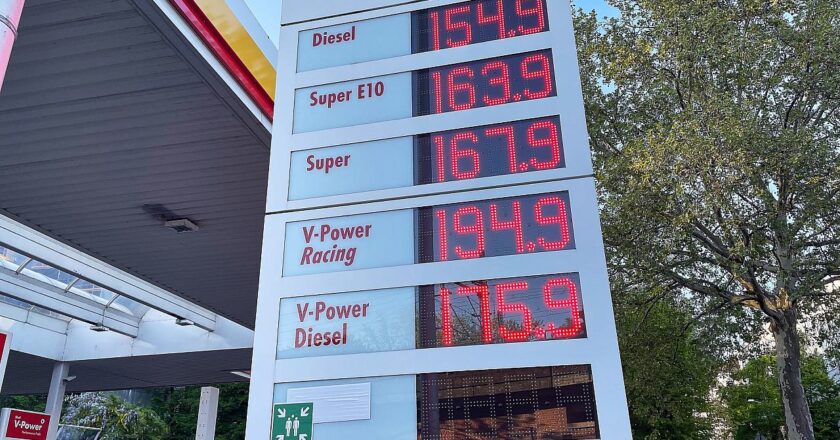 Diesel 154.9
Super E10 163.9
Super 167.9
V-Power
Racing 194.9
V-Power
Diesel 175.9
V-Power